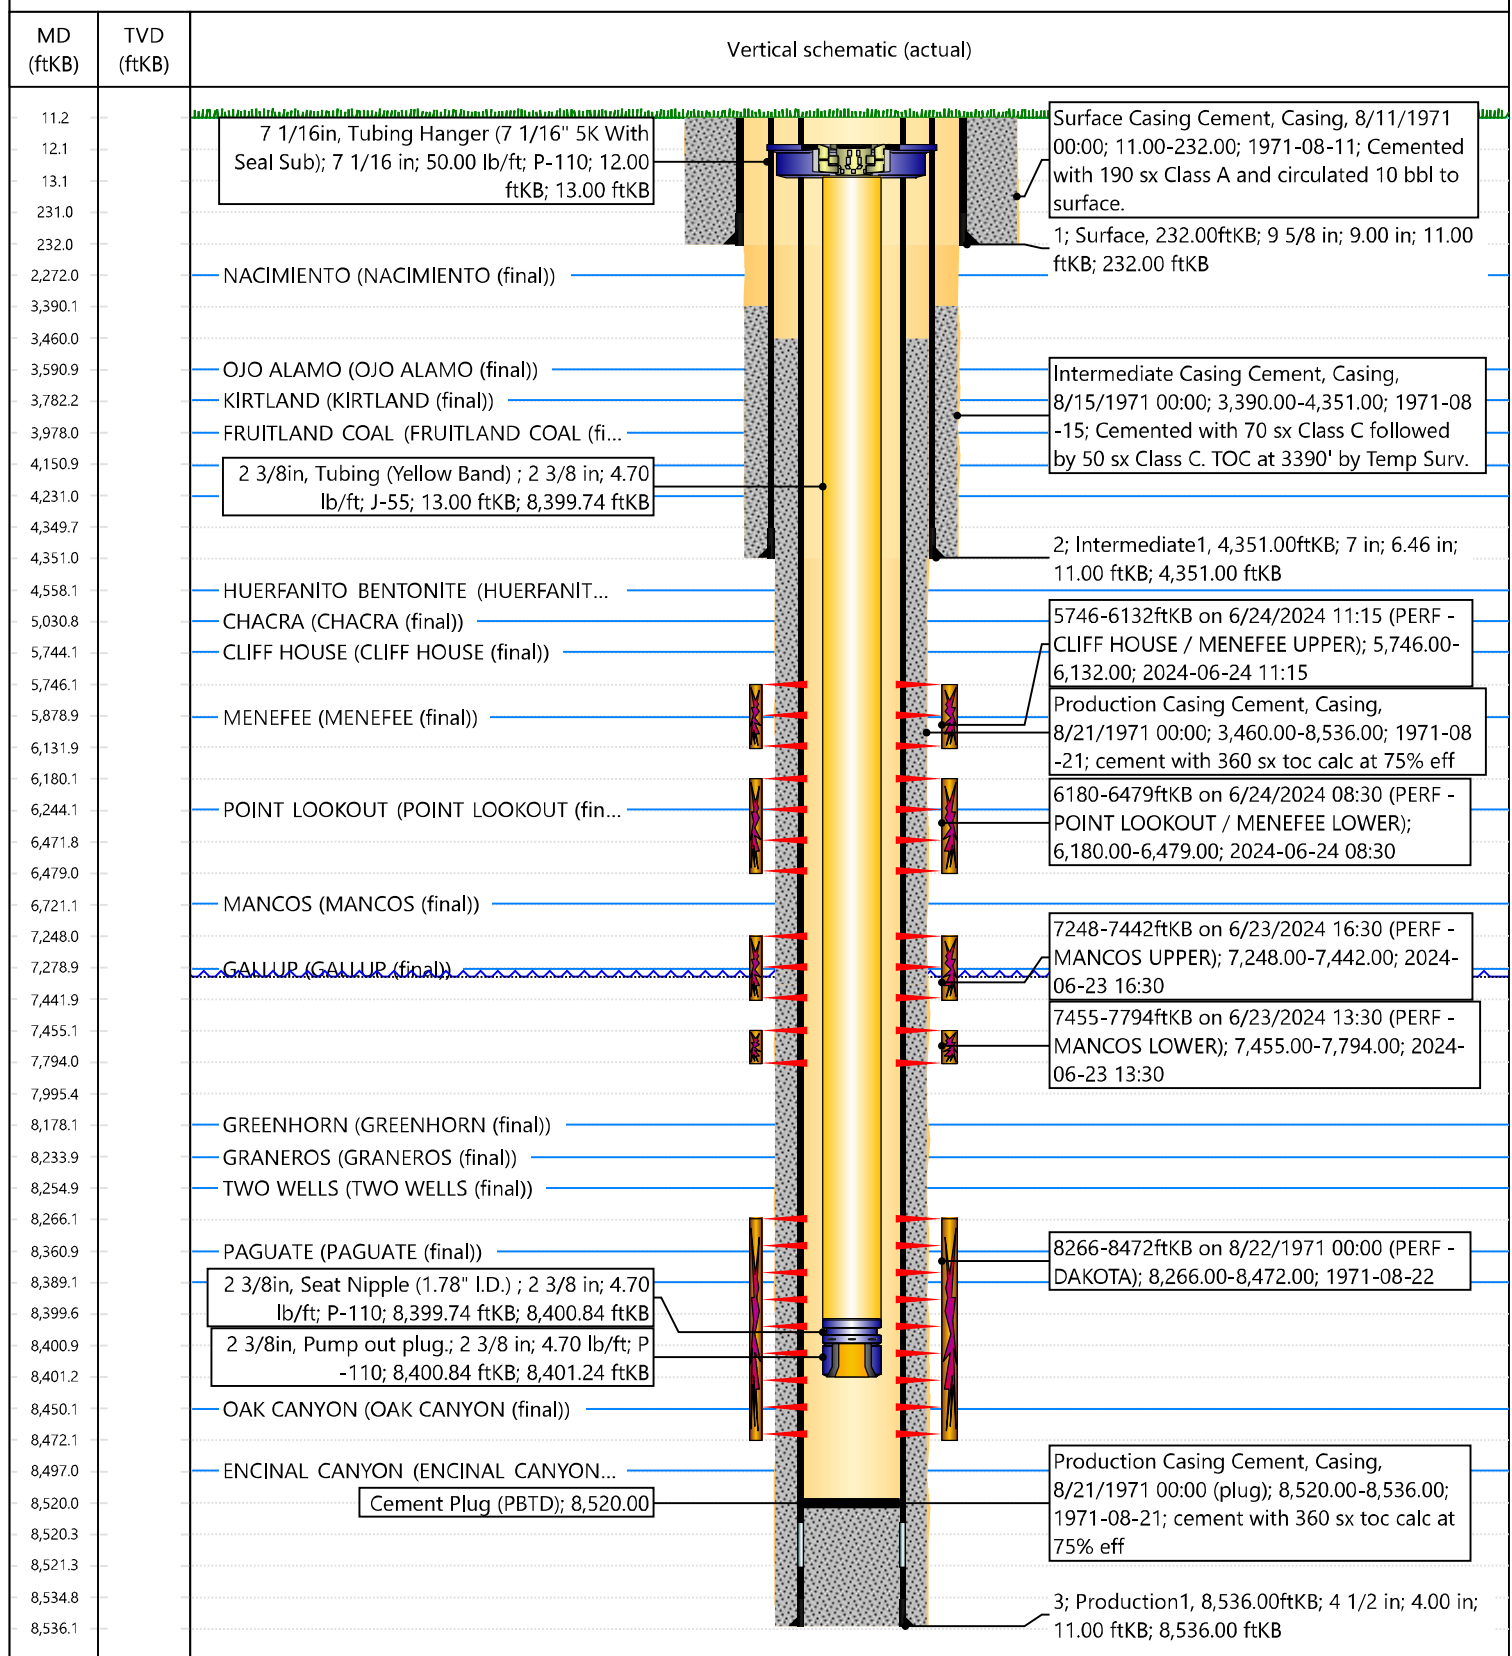 MD
(ftKB)
TVD
(ftKB)
Vertical schematic (actual)
11.2
12.1
13.1
231.0
232.0
2,272.0
3,390.1
3,460.0
3,590.9
3,782.2
3,978.0
4,150.9
4,231.0
4,349.7
4,351.0
4,558.1
5,030.8
5,744.1
5,746.1
5,878.9
6,131.9
6,180.1
6,244.1
6,471.8
6,479.0
6,721.1
7,248.0
7,278.9
7,441.9
7,455.1
7,794.0
7,995.4
8,178.1
8,233.9
8,254.9
8,266.1
8,360.9
8,389.1
8,399.6
8,400.9
8,401.2
8,450.1
8,472.1
8,497.0
8,520.0
8,520.3
8,521.3
8,534.8
8,536.1
7 1/16in, Tubing Hanger (7 1/16" 5K With
Seal Sub); 7 1/16 in; 50.00 lb/ft; P-110; 12.00
ftKB; 13.00 ftKB
NACIMIENTO (NACIMIENTO (final))
OJO ALAMO (OJO ALAMO (final))
KIRTLAND (KIRTLAND (final))
FRUITLAND COAL (FRUITLAND COAL (fi...
2 3/8in, Tubing (Yellow Band) ; 2 3/8 in; 4.70
lb/ft; J-55; 13.00 ftKB; 8,399.74 ftKB
HUERFANITO BENTONITE (HUERFANIT...
CHACRA (CHACRA (final))
CLIFF HOUSE (CLIFF HOUSE (final))
MENEFEE (MENEFEE (final))
POINT LOOKOUT (POINT LOOKOUT (fin...
MANCOS (MANCOS (final))
GALLUP (GALLUP (final))
GREENHORN (GREENHORN (final))
GRANEROS (GRANEROS (final))
TWO WELLS (TWO WELLS (final))
PAGUATE (PAGUATE (final))
2 3/8in, Seat Nipple (1.78" I.D.) ; 2 3/8 in; 4.70
lb/ft; P-110; 8,399.74 ftKB; 8,400.84 ftKB
2 3/8in, Pump out plug.; 2 3/8 in; 4.70 lb/ft; P
-110; 8,400.84 ftKB; 8,401.24 ftKB
OAK CANYON (OAK CANYON (final))
ENCINAL CANYON (ENCINAL CANYON...
Cement Plug (PBTD); 8,520.00
Surface Casing Cement, Casing, 8/11/1971
00:00; 11.00-232.00; 1971-08-11; Cemented
with 190 sx Class A and circulated 10 bbl to
surface.
1; Surface, 232.00ftKB; 9 5/8 in; 9.00 in; 11.00
ftKB; 232.00 ftKB
Intermediate Casing Cement, Casing,
8/15/1971 00:00; 3,390.00-4,351.00; 1971-08
-15; Cemented with 70 sx Class C followed
by 50 sx Class C. TOC at 3390' by Temp Surv.
2; Intermediate1, 4,351.00ftKB; 7 in; 6.46 in;
11.00 ftKB; 4,351.00 ftKB
5746-6132ftKB on 6/24/2024 11:15 (PERF -
CLIFF HOUSE / MENEFEE UPPER); 5,746.00-
6,132.00; 2024-06-24 11:15
Production Casing Cement, Casing,
8/21/1971 00:00; 3,460.00-8,536.00; 1971-08
-21; cement with 360 sx toc calc at 75% eff
6180-6479ftKB on 6/24/2024 08:30 (PERF -
POINT LOOKOUT / MENEFEE LOWER);
6,180.00-6,479.00; 2024-06-24 08:30
7248-7442ftKB on 6/23/2024 16:30 (PERF -
MANCOS UPPER); 7,248.00-7,442.00; 2024-
06-23 16:30
7455-7794ftKB on 6/23/2024 13:30 (PERF -
MANCOS LOWER); 7,455.00-7,794.00; 2024-
06-23 13:30
8266-8472ftKB on 8/22/1971 00:00 (PERF -
DAKOTA); 8,266.00-8,472.00; 1971-08-22
Production Casing Cement, Casing,
8/21/1971 00:00 (plug); 8,520.00-8,536.00;
1971-08-21; cement with 360 sx toc calc at
75% eff
3; Production1, 8,536.00ftKB; 4 1/2 in; 4.00 in;
11.00 ftKB; 8,536.00 ftKB